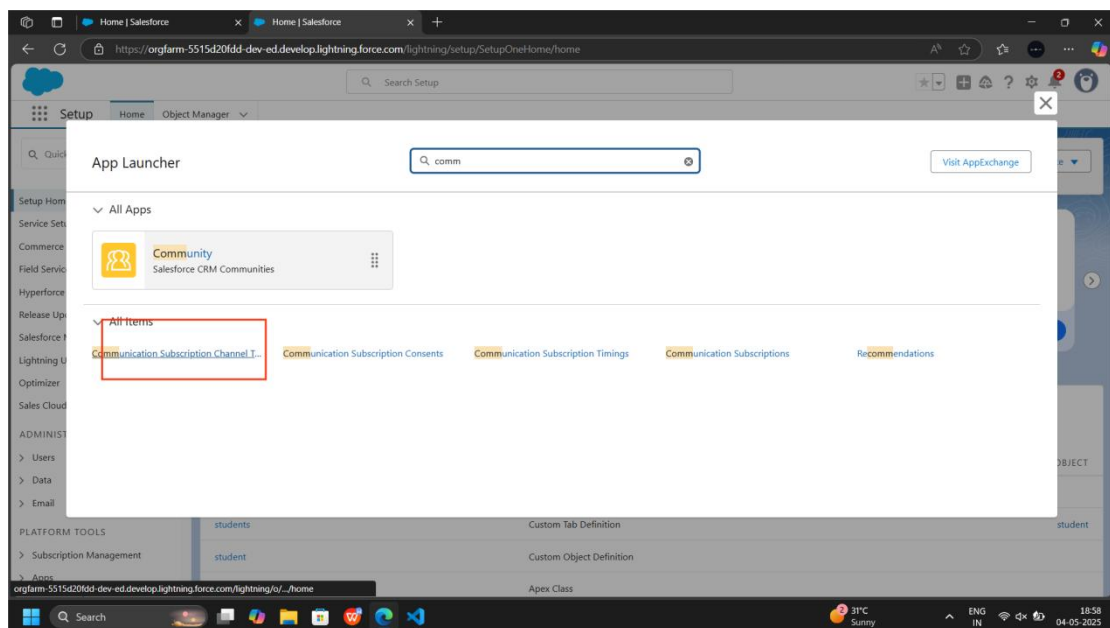 Home | Salesforce
Home | Salesforce
https://orgfarm-5515d20fdd-dev-ed.develop.lightning.force.com/lightning/setup/SetupOneHome/home
Search Setup
2
Setup Home Object Manager
Quick
App Launcher
comm
Visit AppExchange
Setup Hom
All Apps
Service Setu
Community
Commerce
Salesforce CRM Communities
Field Servic
Hyperforce
Release Up
All Items
Salesforce
Communication Subscription Channel T... Communication Subscription Consents Communication Subscription Timings Communication Subscriptions Recommendations
Lightning U
Optimizer
Sales Cloud
ADMINIST
OBJECT
Users
Data
Email
students Custom Tab Definition student
PLATFORM TOOLS
Subscription Management
student Custom Object Definition
Apps
orgfarm-5515d20fdd-dev-ed.develop.lightning.force.com/lightning/o/.../home
Apex Class
Search
2
31°C
Sunny
ENG
IN
18:58
04-05-2025